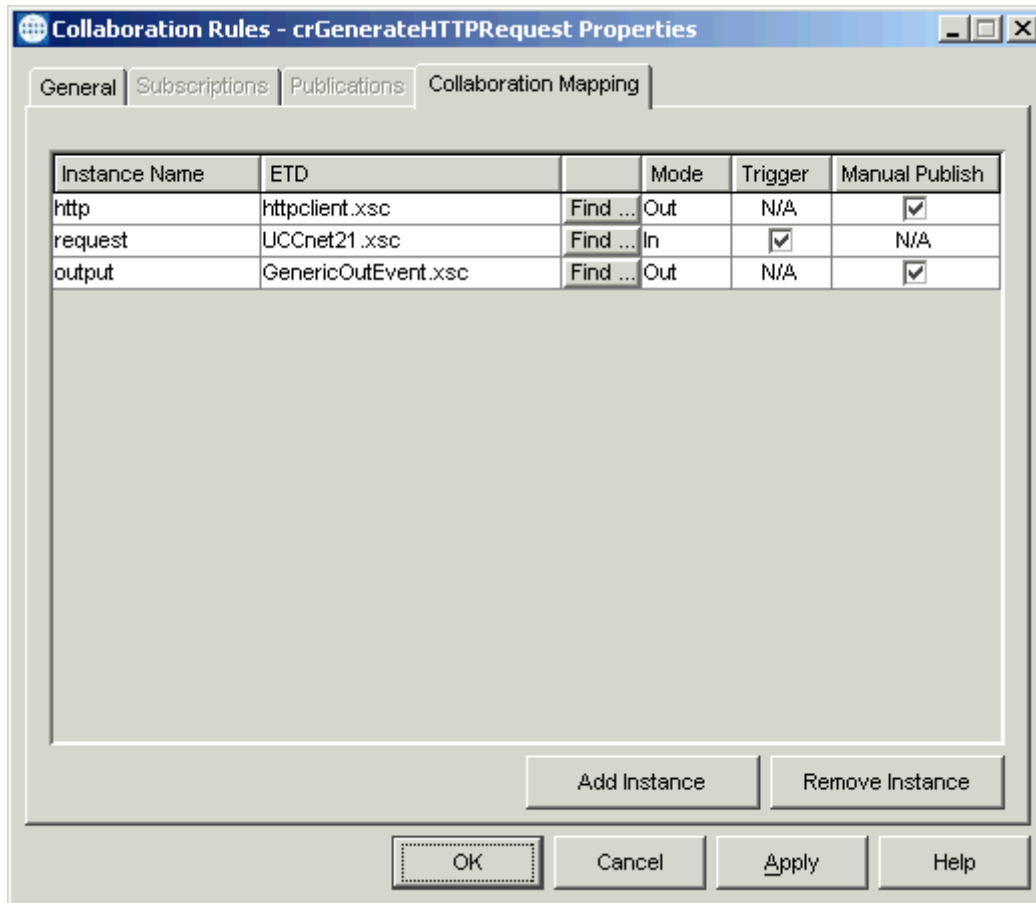 Collaboration Rules - crGenerateHTTPRequest Properties
General Subscriptions Publications Collaboration Mapping
Instance Name ETD Mode Trigger Manual Publish
http httpclient.xsc Find ... Out N/A
request UCCnet21.xsc Find ... In N/A
output GenericOutEvent.xsc Find ... Out N/A
Add Instance Remove Instance
OK Cancel Apply Help